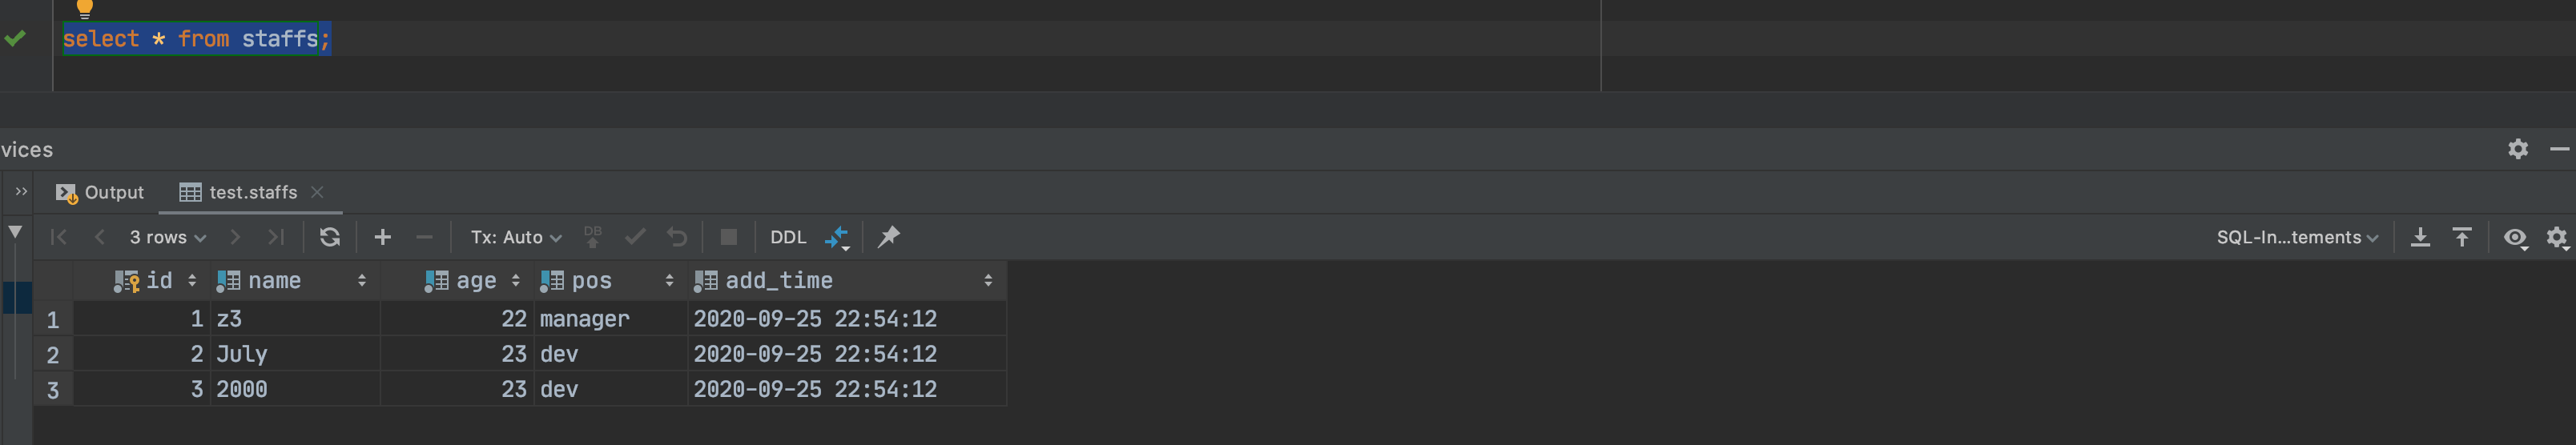 select * from staffs;
vices
Output test.staffs
3 rows Tx: Auto DB DDL SQL-In...tements
id name age pos add_time
1 1 z3 22 manager 2020-09-25 22:54:12
2 2 July 23 dev 2020-09-25 22:54:12
3 3 2000 23 dev 2020-09-25 22:54:12